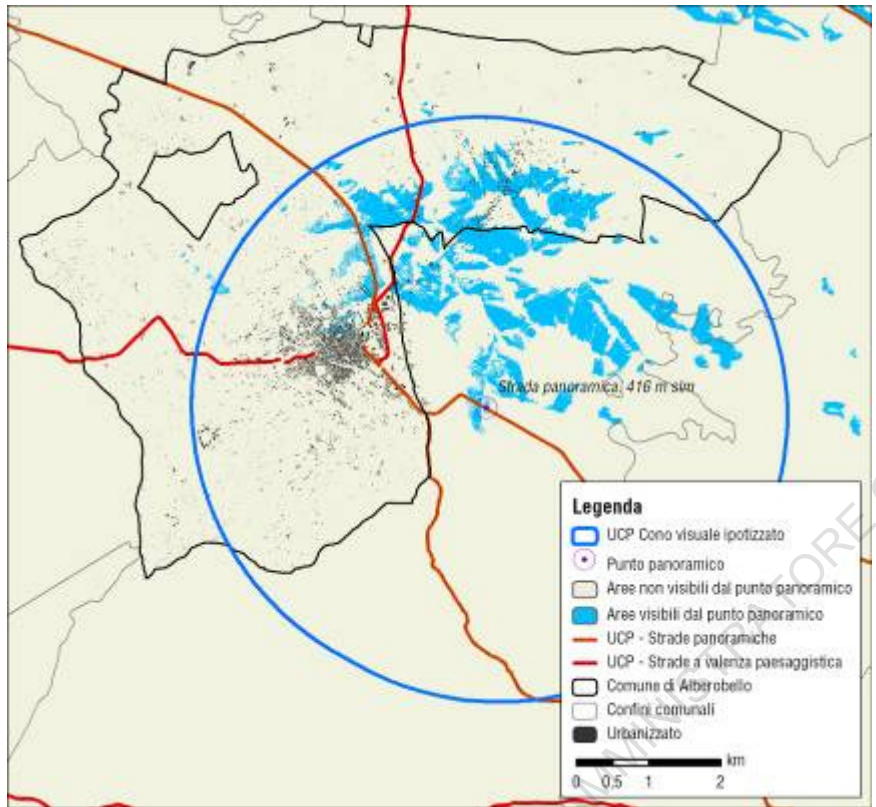 Strada panoramica, 416 m slm
Legenda
UCP Cono visuale ipotizzato
Punto panoramico
Aree non visibili dal punto panoramico
Aree visibili dal punto panoramico
UCP - Strade panoramiche
UCP - Strade a valenza paesaggistica
Comune di Alberobello
Confini comunali
Urbanizzato
km
0 0,5 1 2
MMINISTRATORE